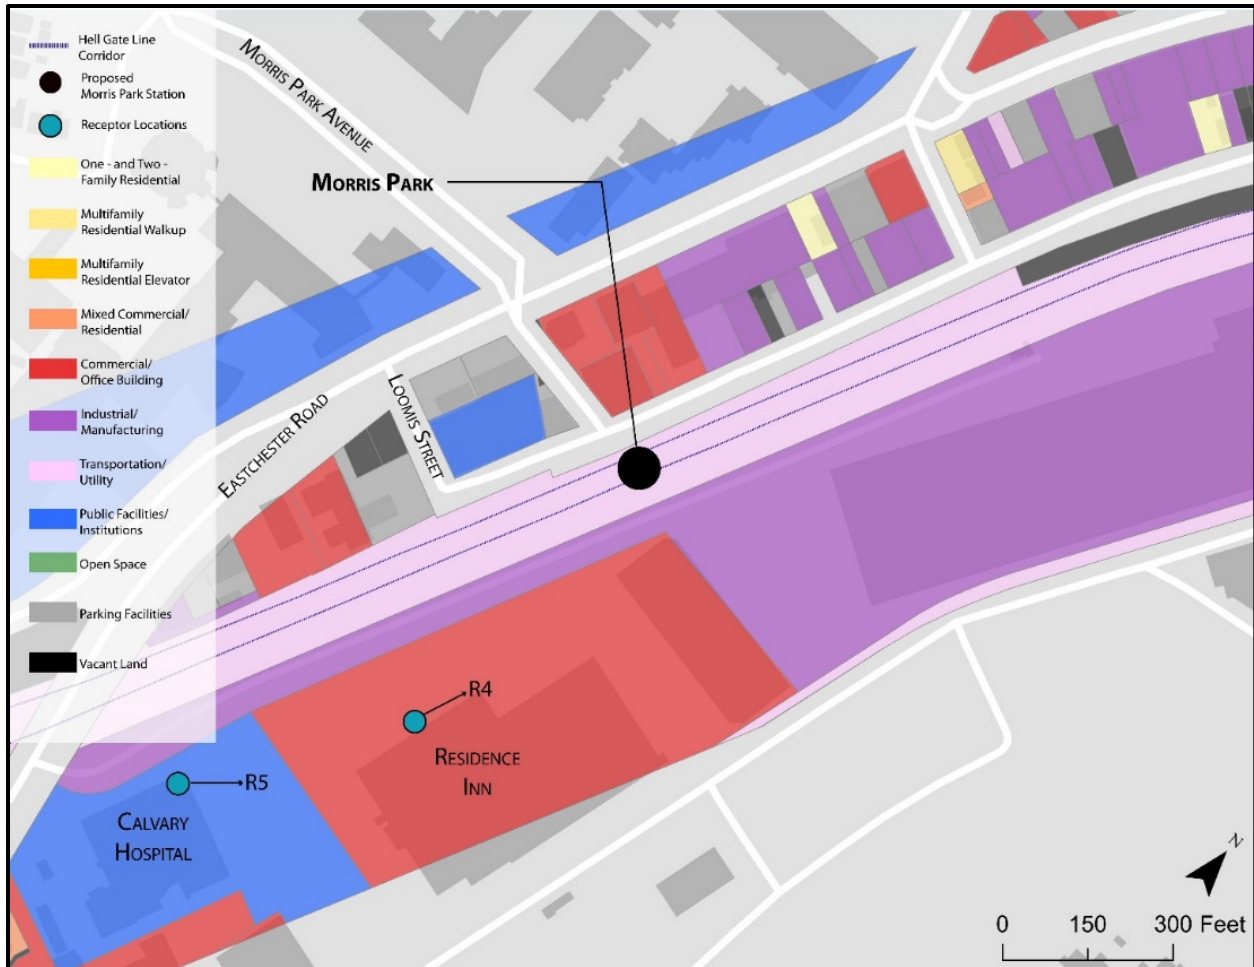 Hell Gate Line
Corridor
Proposed
Morris Park Station
Receptor Locations
One - and Two -
Family Residential
Multifamily
Residential Walkup
Multifamily
Residential Elevator
Mixed Commercial/
Residential
Commercial/
Office Building
Industrial/
Manufacturing
Transportation/
Utility
Public Facilities/
Institutions
Open Space
Parking Facilities
Vacant Land
MORRIS PARK AVENUE
MORRIS PARK
LOOMIS STREET
EASTCHESTER ROAD
R4
RESIDENCE
INN
R5
CALVARY
HOSPITAL
N
0 150 300 Feet